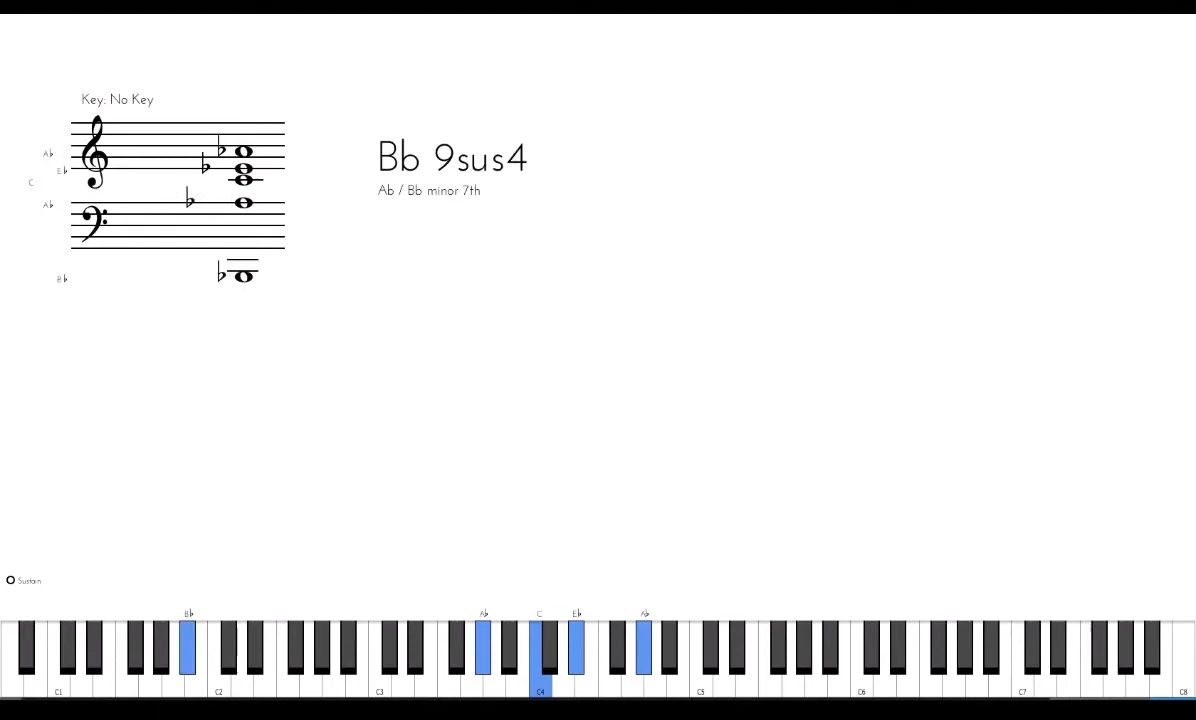 Key: No Key
Bb 9sus4
Ab / Bb minor 7th
A♭
E♭
C
A♭
B♭
Sustain
B♭ A♭ C E♭ A♭
C1 C2 C3 C4 C5 C6 C7 C8